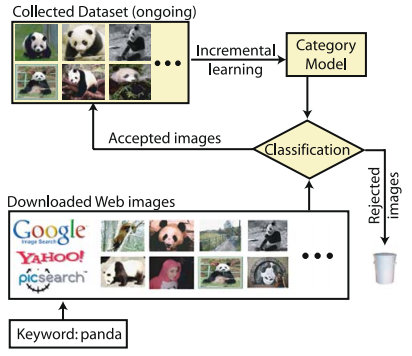 Collected Dataset (ongoing)
Incremental
learning
Category
Model
Accepted images
Classification
Rejected
images
Downloaded Web images
Google
Image Search
YAHOO!
picsearch™
Keyword: panda